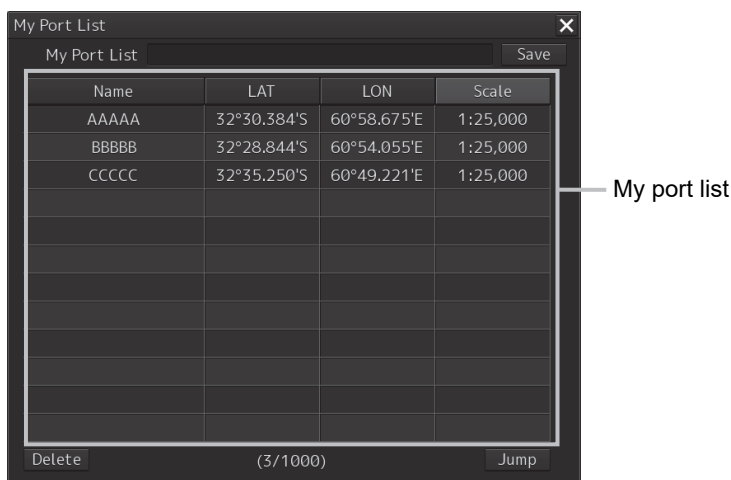 My Port List
My Port List Save
Name LAT LON Scale
AAAAA 32°30.384'S 60°58.675'E 1:25,000
BBBBB 32°28.844'S 60°54.055'E 1:25,000
CCCCC 32°35.250'S 60°49.221'E 1:25,000
My port list
Delete (3/1000) Jump